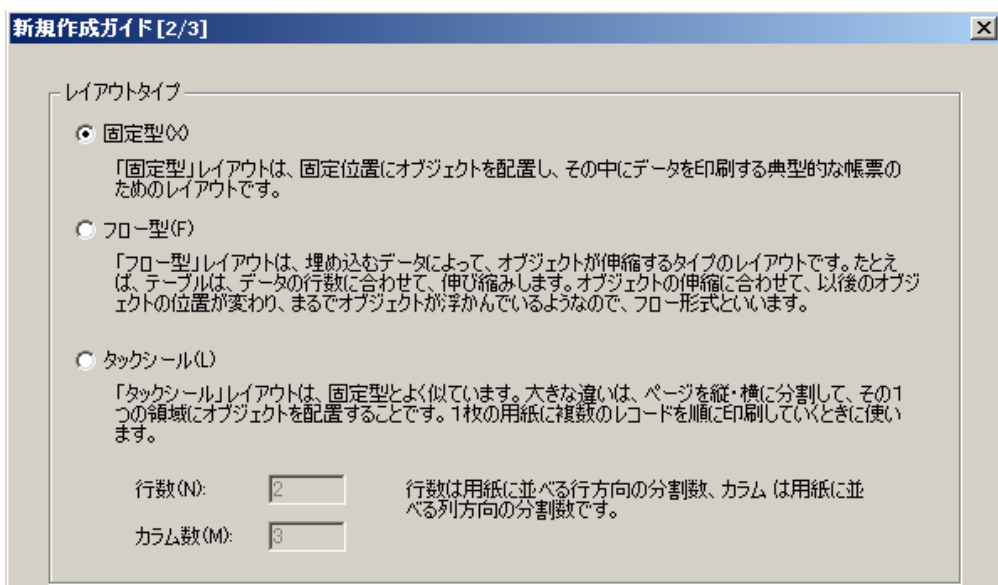 新規作成ガイド[2/3]
レイアウトタイプ
固定型(X)
「固定型」レイアウトは、固定位置にオブジェクトを配置し、その中にデータを印刷する典型的な帳票の
ためのレイアウトです。
フロー型(F)
「フロー型」レイアウトは、埋め込むデータによって、オブジェクトが伸縮するタイプのレイアウトです。たとえ
ば、テーブルは、データの行数に合わせて、伸び縮みします。オブジェクトの伸縮に合わせて、以後のオブジ
ェクトの位置が変わり、まるでオブジェクトが浮かんでいるようなので、フロー形式といいます。
タックシール(L)
「タックシール」レイアウトは、固定型とよく似ています。大きな違いは、ページを縦・横に分割して、その1
つの領域にオブジェクトを配置することです。1枚の用紙に複数のレコードを順に印刷していくときに使い
ます。
行数(N): 2 行数は用紙に並べる行方向の分割数、カラム は用紙に並
べる列方向の分割数です。
カラム数(M): 3